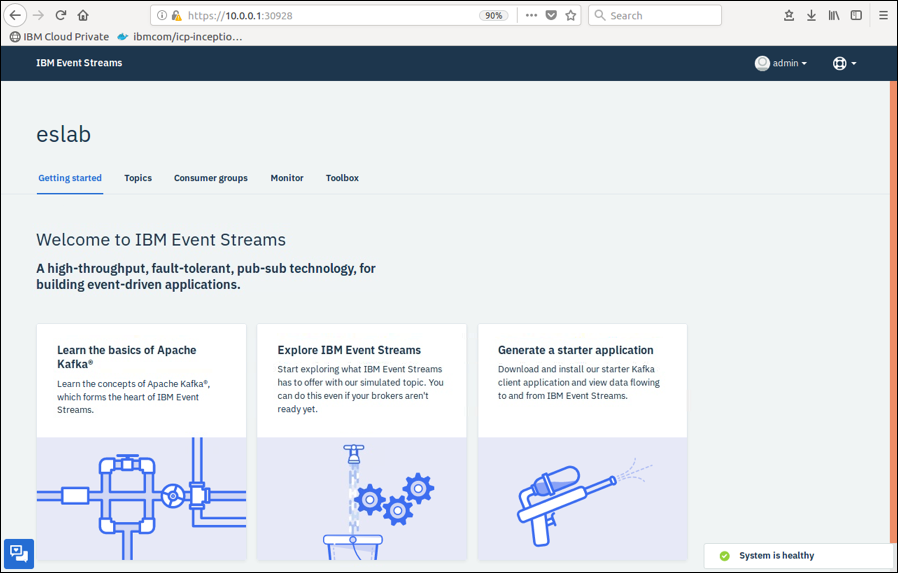 https://10.0.0.1:30928
90%
Search
IBM Cloud Private
ibmcom/icp-inceptio…
IBM Event Streams
admin
eslab
Getting started
Topics
Consumer groups
Monitor
Toolbox
Welcome to IBM Event Streams
A high-throughput, fault-tolerant, pub-sub technology, for
building event-driven applications.
Learn the basics of Apache
Kafka®
Learn the concepts of Apache Kafka®,
which forms the heart of IBM Event
Streams.
Explore IBM Event Streams
Start exploring what IBM Event Streams
has to offer with our simulated topic. You
can do this even if your brokers aren't
ready yet.
Generate a starter application
Download and install our starter Kafka
client application and view data flowing
to and from IBM Event Streams.
System is healthy